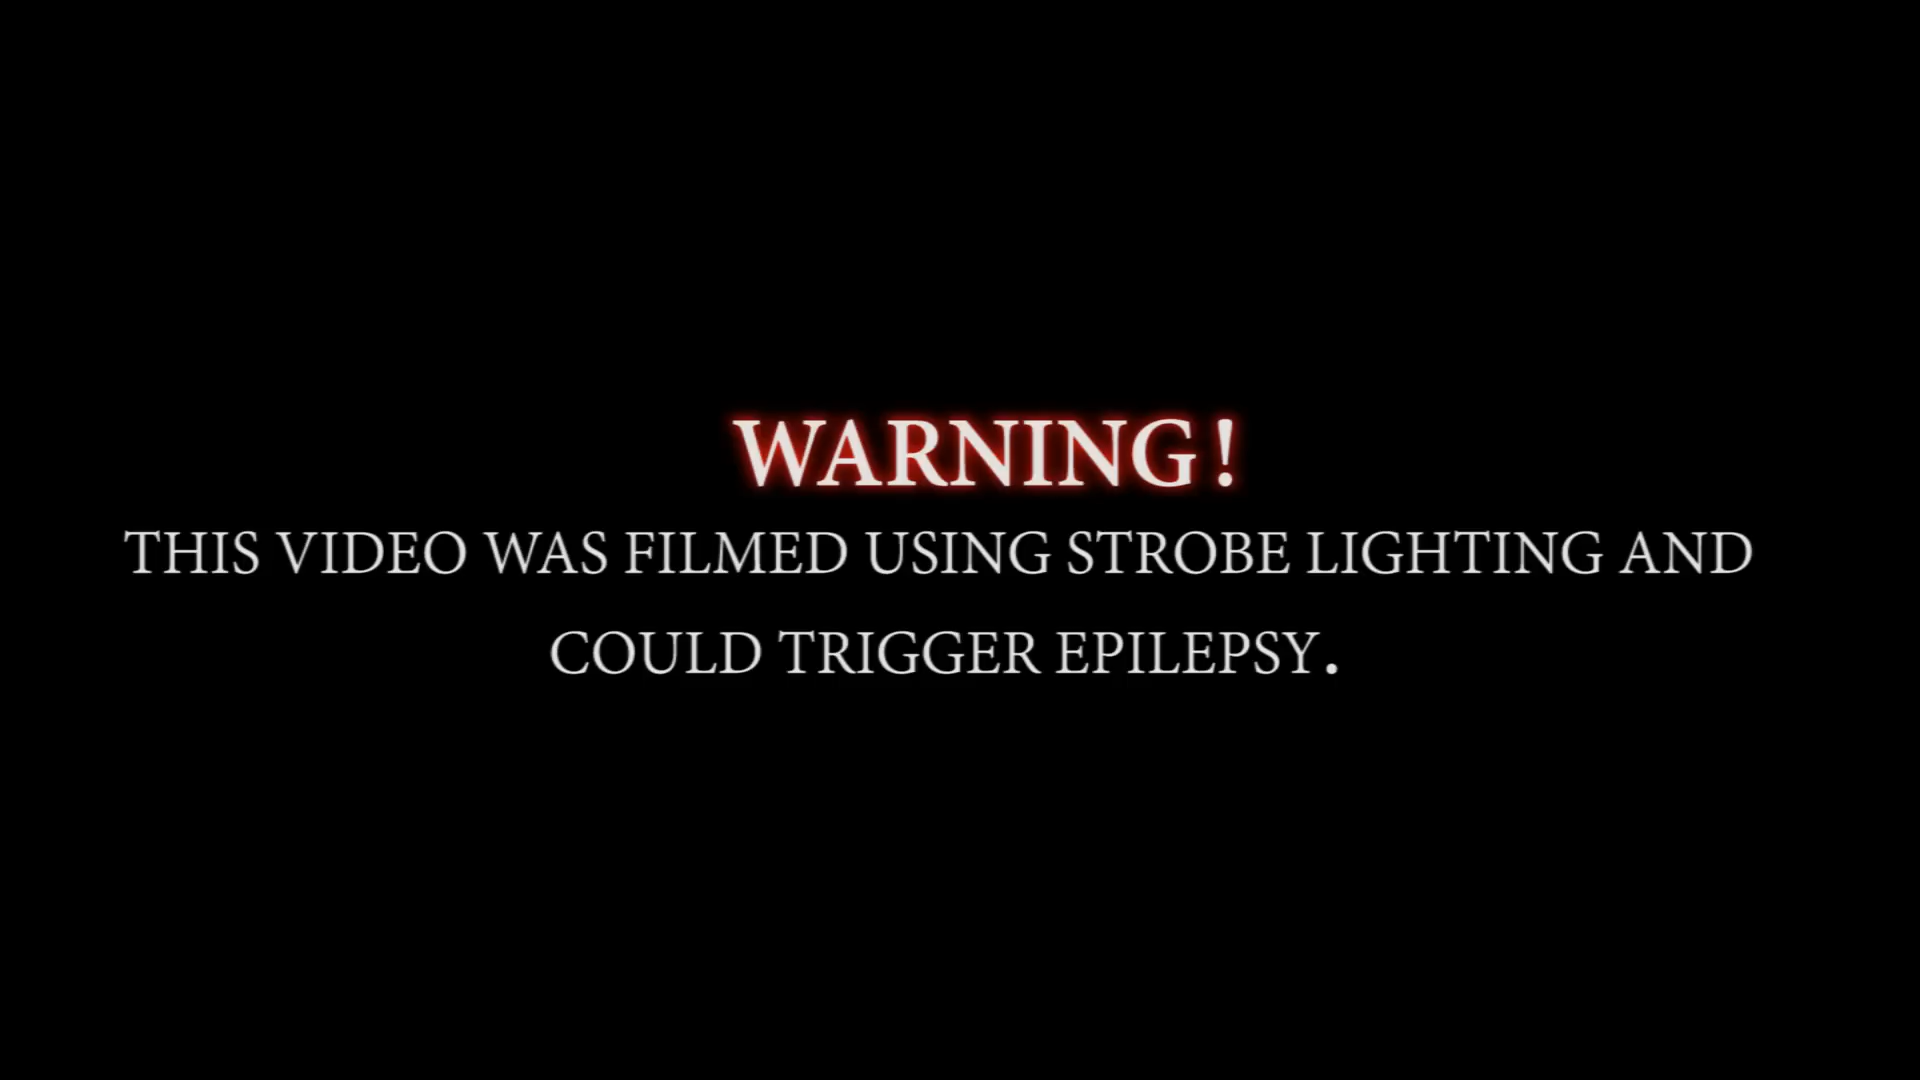 WARNING!
THIS VIDEO WAS FILMED USING STROBE LIGHTING AND
COULD TRIGGER EPILEPSY.